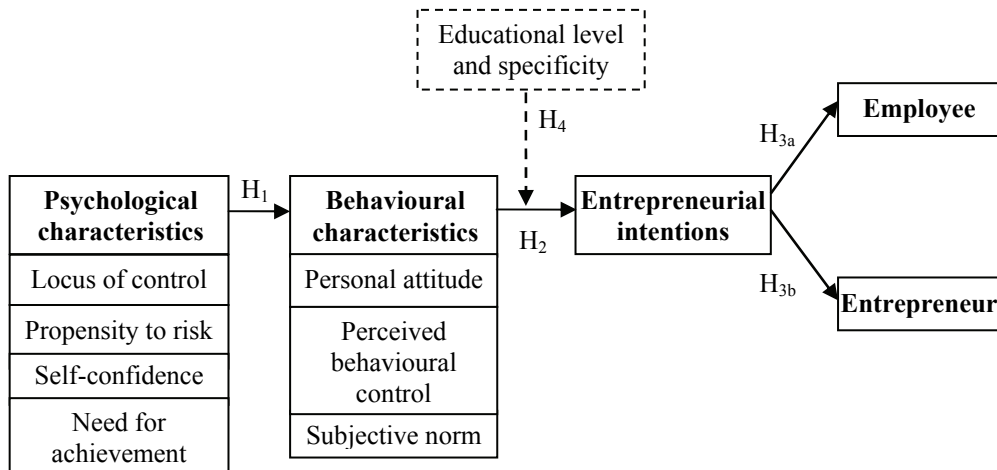 Educational level
and specificity
H4
Employee
H3a
Psychological
characteristics
Locus of control
Propensity to risk
Self-confidence
Need for
achievement
H1
Behavioural
characteristics
Personal attitude
Perceived
behavioural
control
Subjective norm
H2
Entrepreneurial
intentions
H3b
Entrepreneur